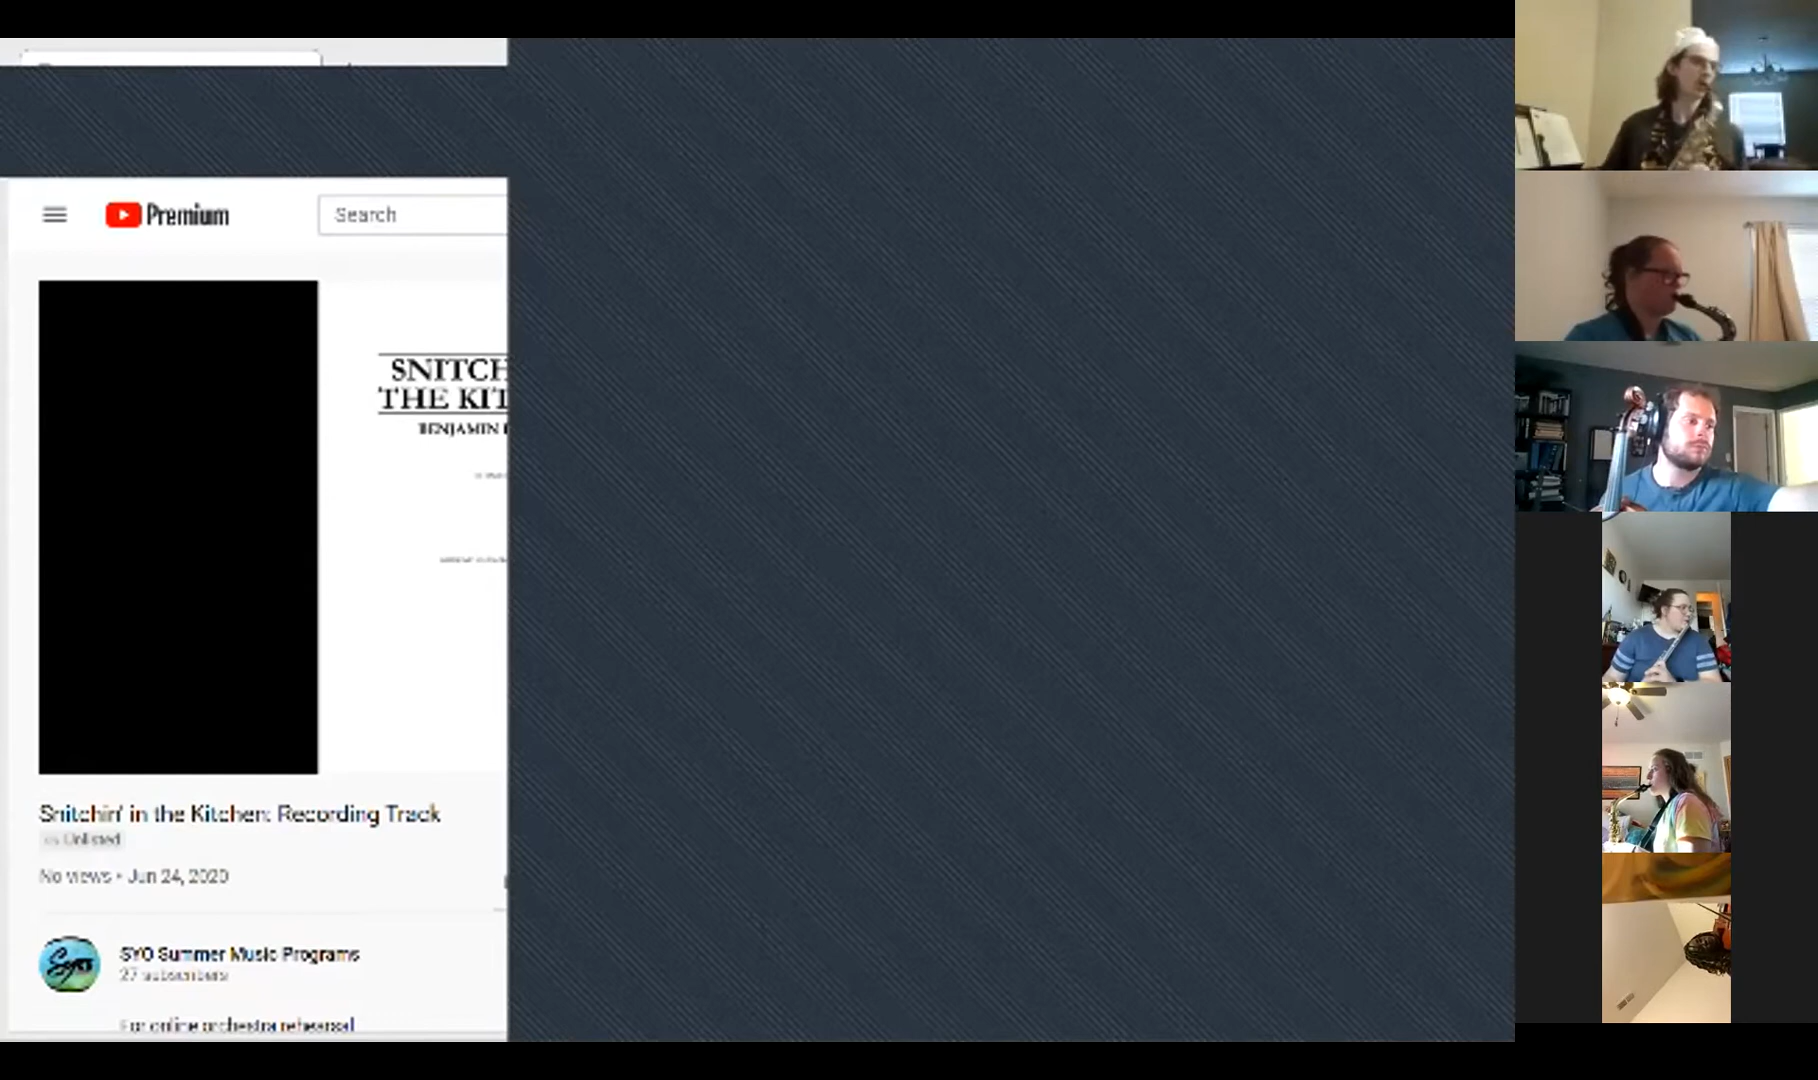 Premium
Search
SNITCH
THE KIT
BENJAMIN
Snitchin' in the Kitchen: Recording Track
Unlisted
No views • Jun 24, 2020
SYO Summer Music Programs
27 subscribers
For online orchestra rehearsal